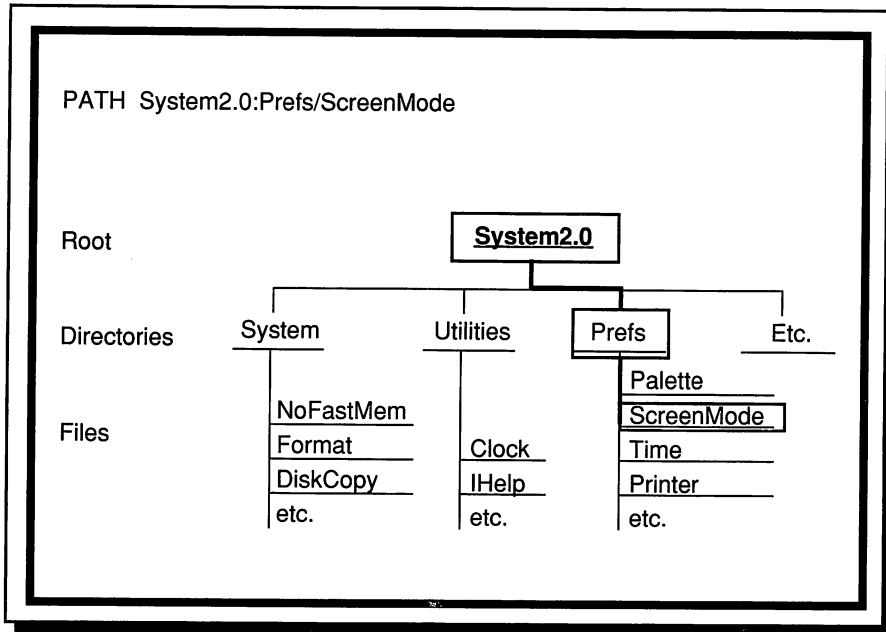 PATH System2.0:Prefs/ScreenMode
Root
System2.0
Directories
System
Utilities
Prefs
Etc.
Files
NoFastMem
Format
DiskCopy
etc.
Clock
IHelp
etc.
Palette
ScreenMode
Time
Printer
etc.